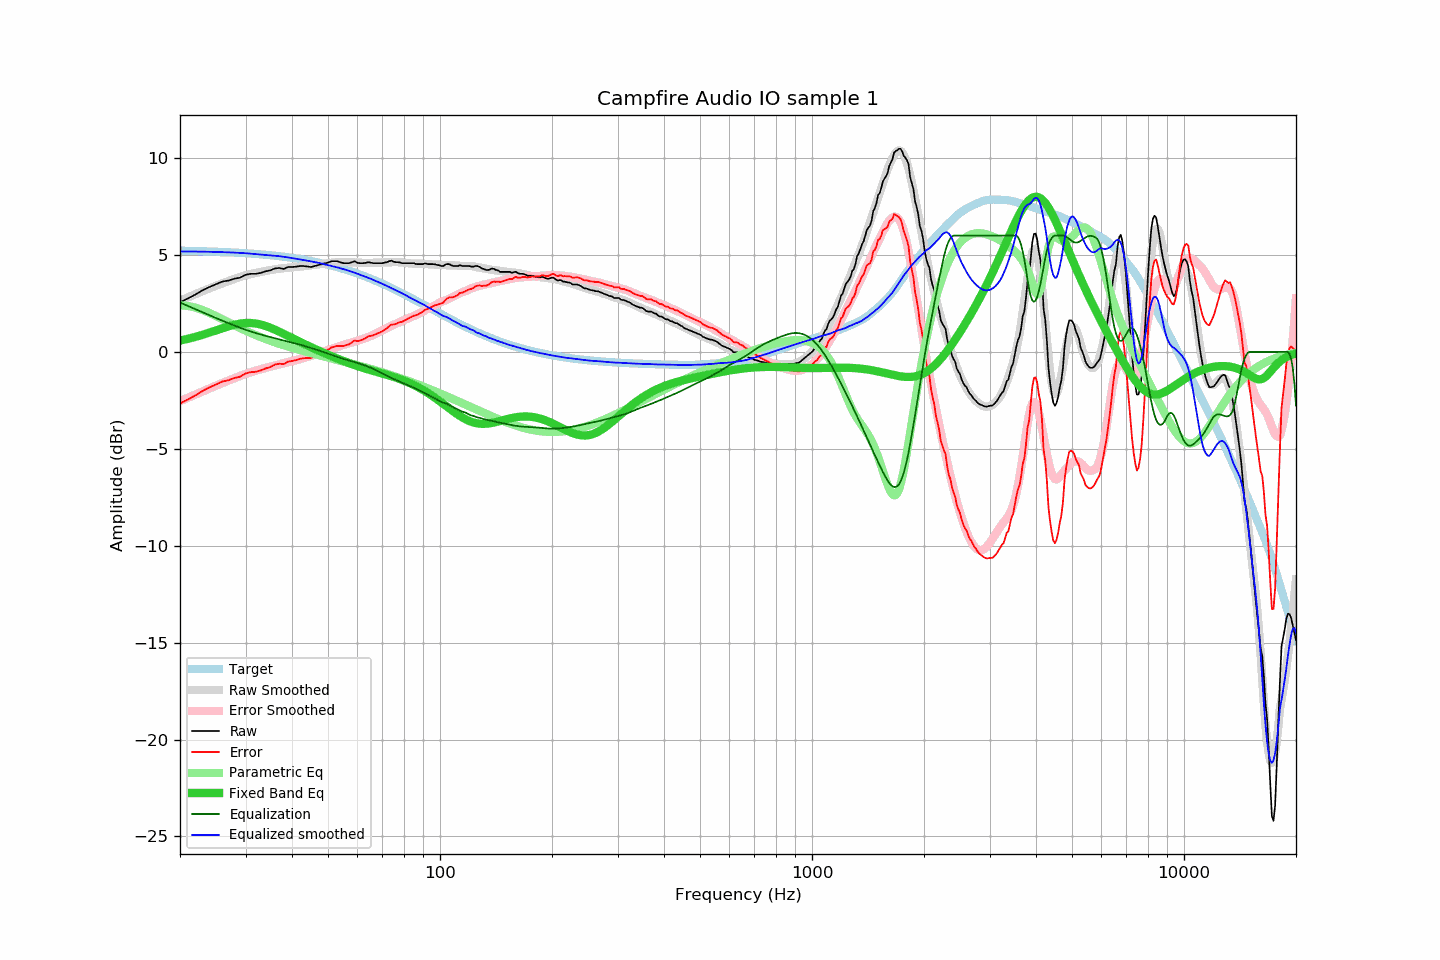 Campfire Audio IO sample 1
10
5
0
−5
−10
−15
−20
−25
Amplitude (dBr)
Target
Raw Smoothed
Error Smoothed
Raw
Error
Parametric Eq
Fixed Band Eq
Equalization
Equalized smoothed
100
1000
10000
Frequency (Hz)